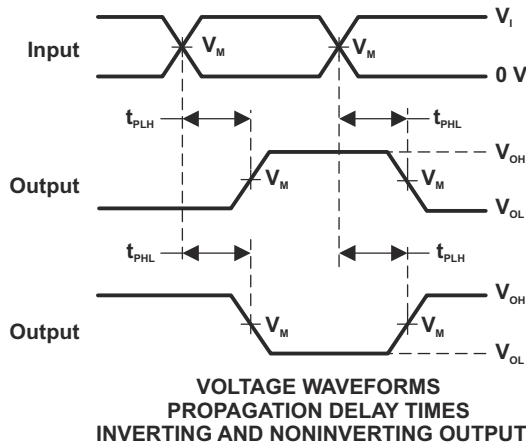 Input
V_M
V_M
V_I
0 V
t_PLH
t_PHL
Output
V_M
V_M
V_OH
V_OL
t_PHL
t_PLH
Output
V_M
V_M
V_OH
V_OL
VOLTAGE WAVEFORMS
PROPAGATION DELAY TIMES
INVERTING AND NONINVERTING OUTPUT